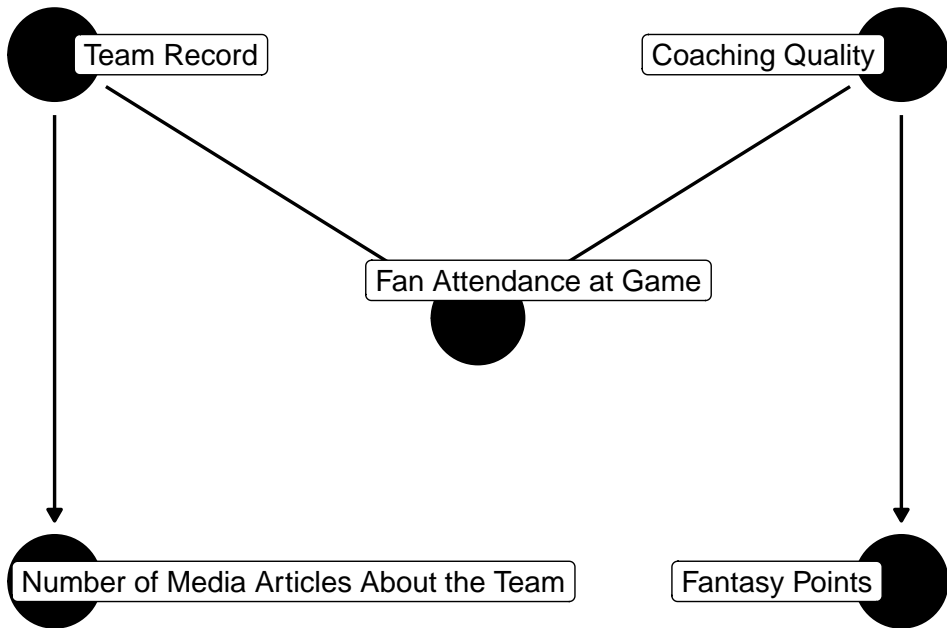 Team Record
Coaching Quality
Fan Attendance at Game
Number of Media Articles About the Team
Fantasy Points